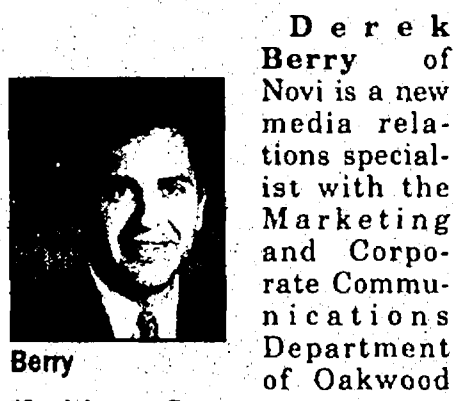 Derek
Berry of
Novi is a new
media rela-
tions special-
ist with the
Marketing
and Corpo-
rate Commu-
nications
Department
of Oakwood
Berry